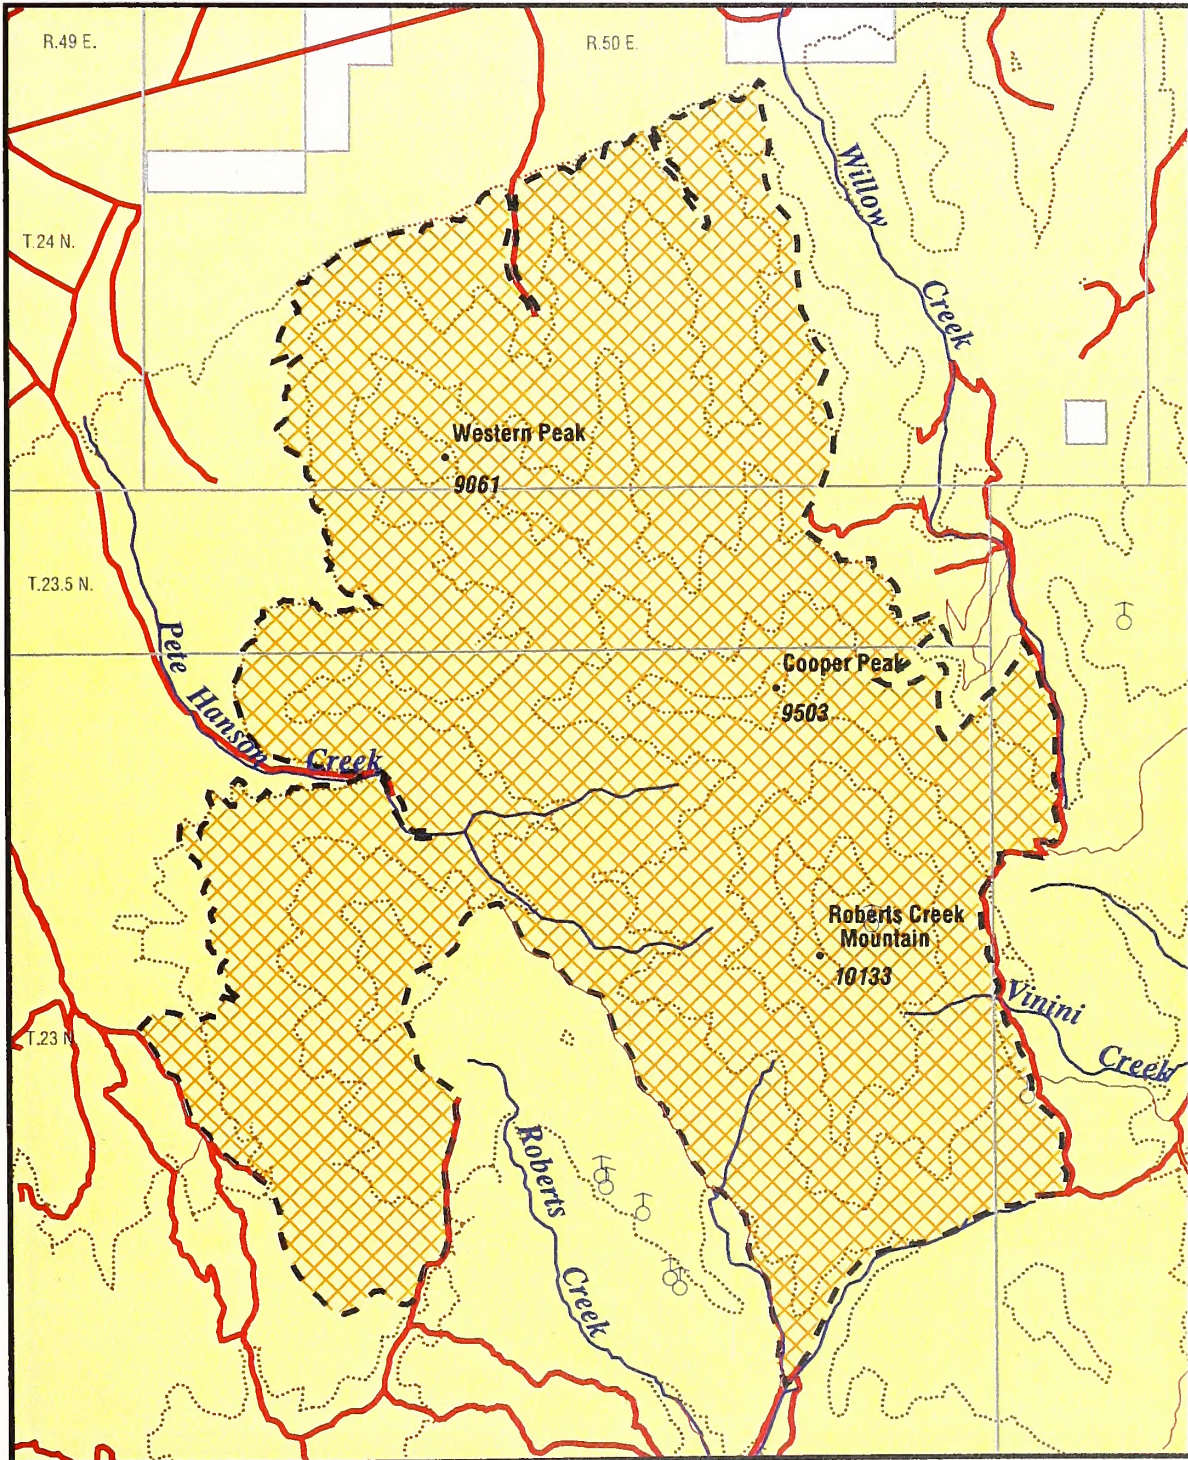 R.49 E.
R.50 E.
Willow
T.24 N.
Creek
Western Peak
9061
T.23.5 N.
Pete
Hanson
Creek
Cooper Peak
9503
Roberts Creek
Mountain
10133
Vinini
Creek
T.23 N.
Roberts
Creek